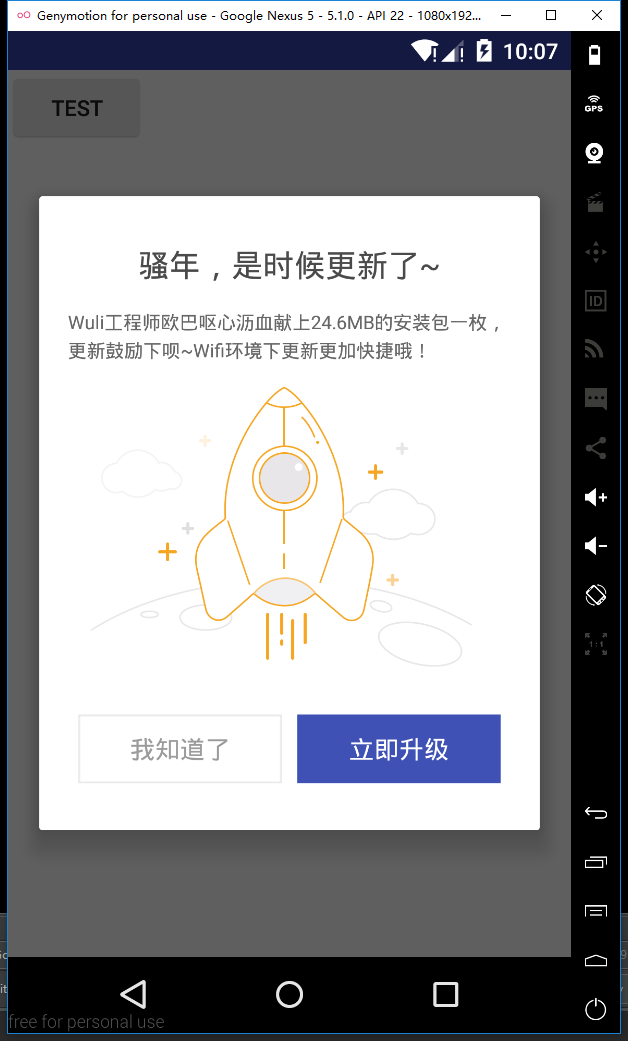 Genymotion for personal use - Google Nexus 5 - 5.1.0 - API 22 - 1080x192...
10:07
TEST
GPS
ID
骚年，是时候更新了~
Wuli工程师欧巴呕心沥血献上24.6MB的安装包一枚，
更新鼓励下呗~Wifi环境下更新更加快捷哦！
1:1
我知道了
立即升级
free for personal use